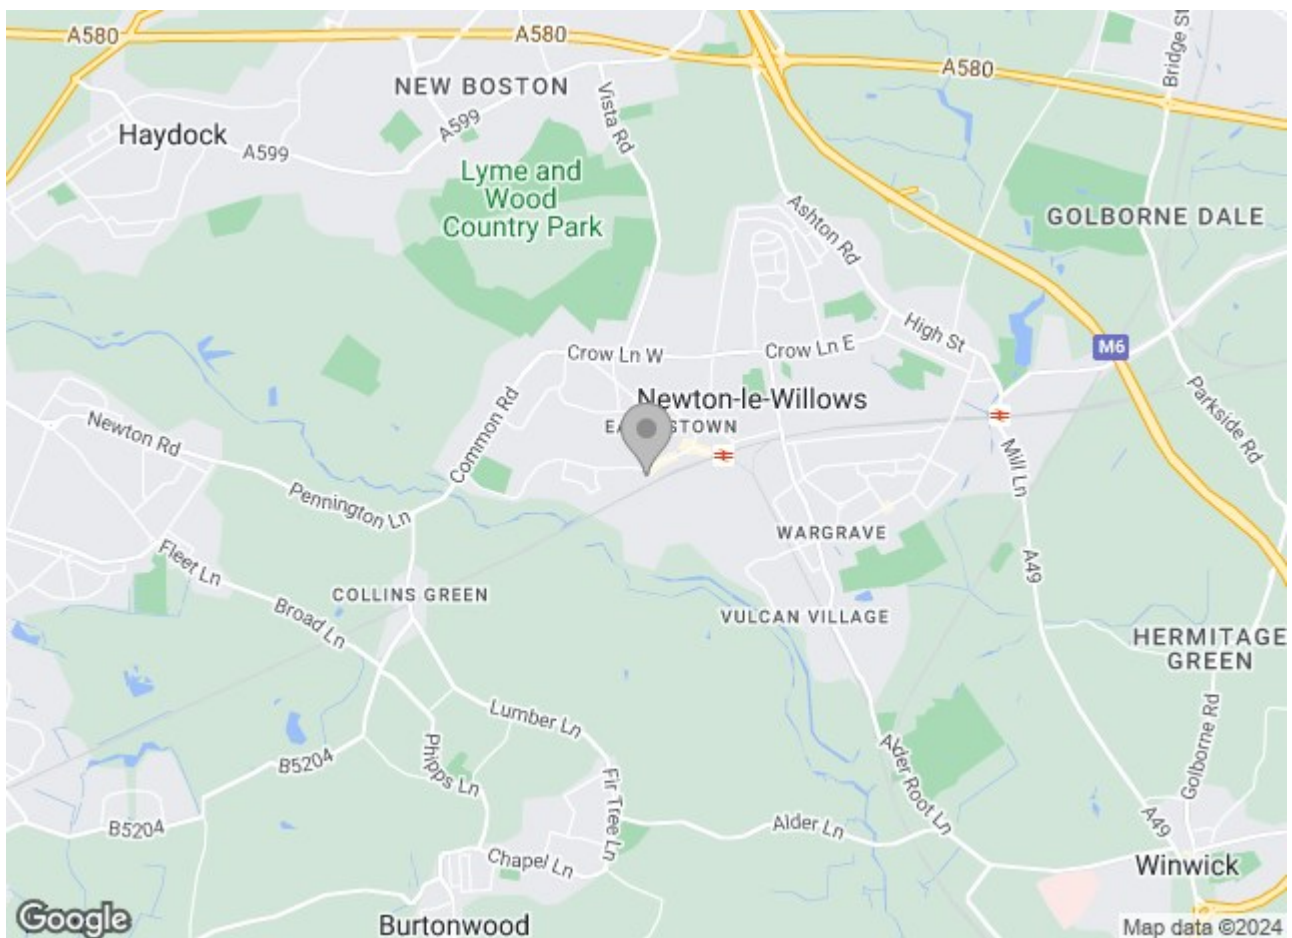 A580
A580
A580
Bridge St
NEW BOSTON
Vista Rd
A599
Haydock
A599
Lyme and
Wood
Country Park
Ashton Rd
GOLBORNE DALE
High St
Crow Ln W
Crow Ln E
M6
Parkside Rd
Newton-le-Willows
Common Rd
Newton Rd
Mill Ln
Pennington Ln
WARGRAVE
Fleet Ln
A49
COLLINS GREEN
Broad Ln
VULCAN VILLAGE
HERMITAGE
GREEN
Lumber Ln
Golborne Rd
B5204
Phipps Ln
Alder Root Ln
Fir Tree Ln
B5204
Alder Ln
A49
Chapel Ln
Winwick
Google
Burtonwood
Map data ©2024